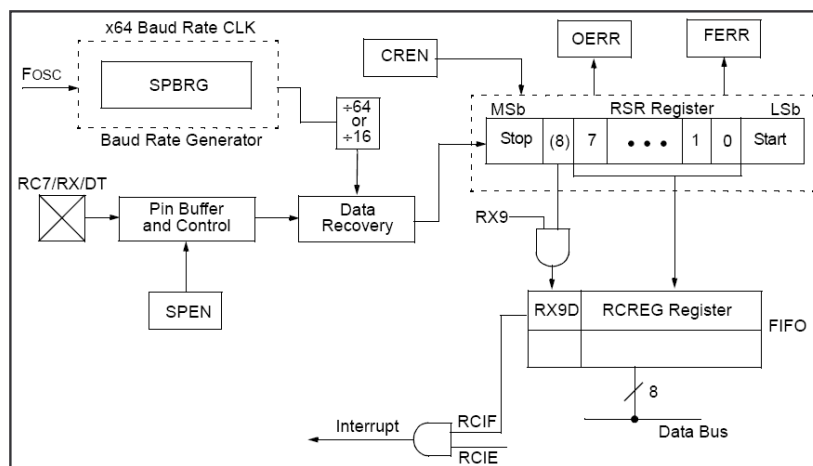 x64 Baud Rate CLK
OERR
FERR
CREN
FOSC
SPBRG
MSb
RSR Register
LSb
÷64
or
÷16
Stop
(8)
7
• • •
1
0
Start
Baud Rate Generator
RC7/RX/DT
Pin Buffer
and Control
Data
Recovery
RX9
SPEN
RX9D
RCREG Register
FIFO
8
Interrupt
RCIF
RCIE
Data Bus